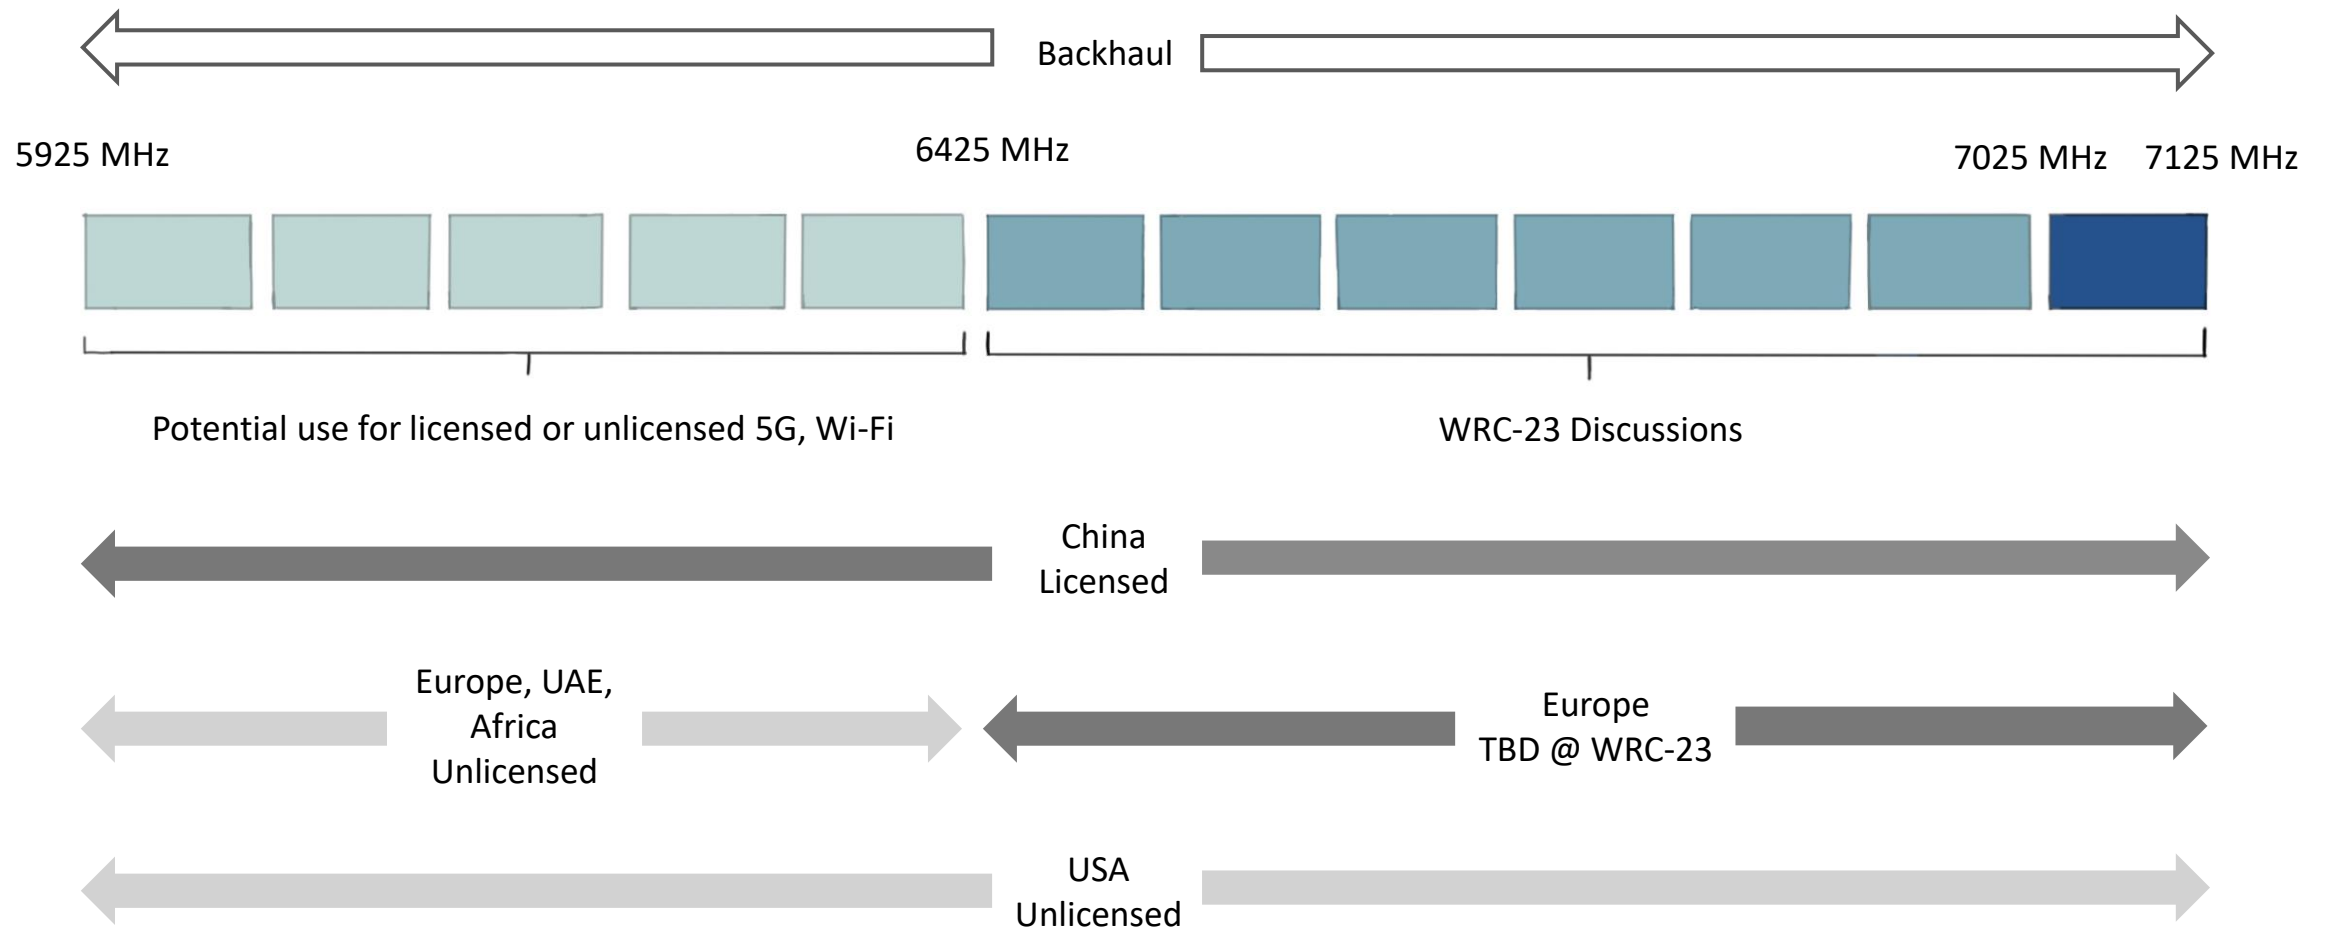 Backhaul
5925 MHz
6425 MHz
7025 MHz
7125 MHz
Potential use for licensed or unlicensed 5G, Wi-Fi
WRC-23 Discussions
China
Licensed
Europe, UAE,
Africa
Unlicensed
Europe
TBD @ WRC-23
USA
Unlicensed